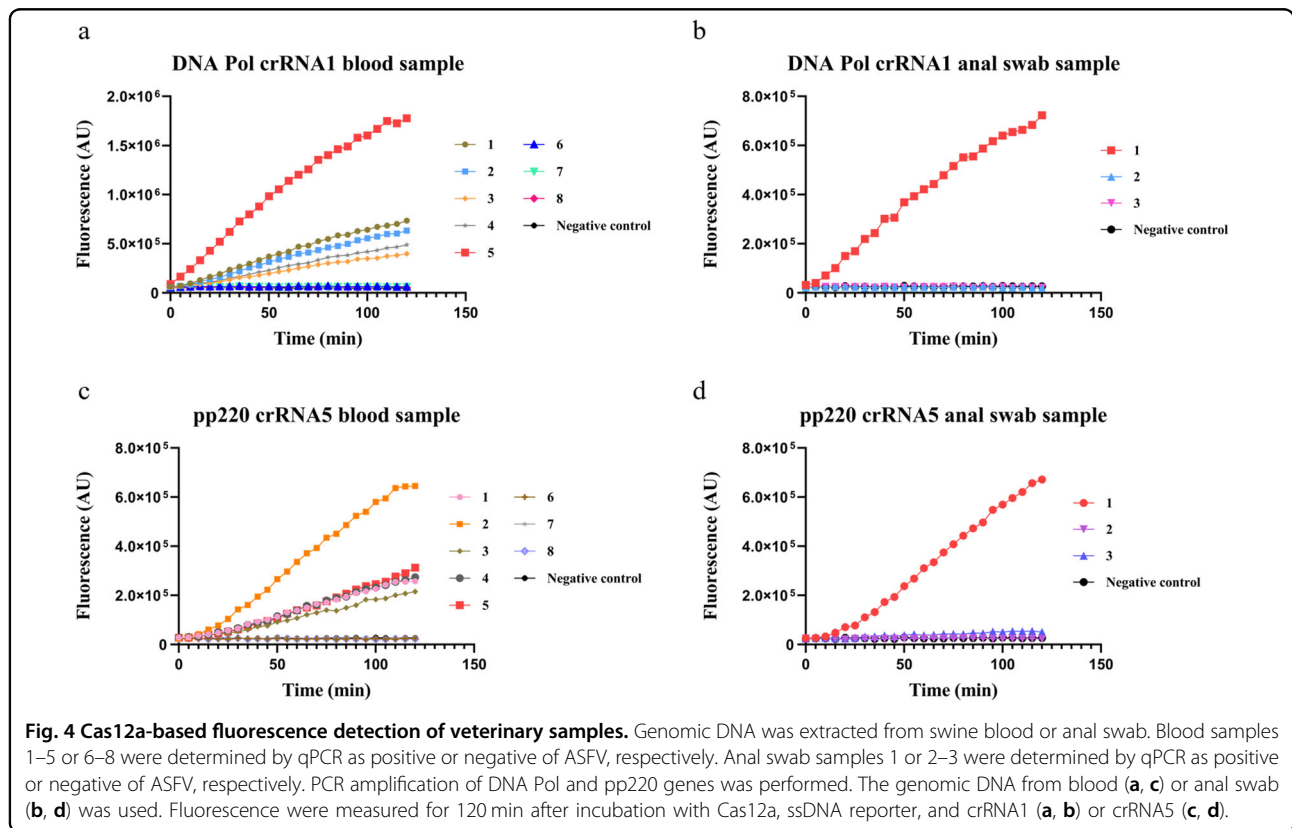 a
DNA Pol crRNA1 blood sample
Fluorescence (AU)
2.0×10⁶
1.5×10⁶
1.0×10⁶
5.0×10⁵
0
0 50 100 150
Time (min)
1 6
2 7
3 8
4 Negative control
5
b
DNA Pol crRNA1 anal swab sample
Fluorescence (AU)
8.0×10⁵
6.0×10⁵
4.0×10⁵
2.0×10⁵
0
0 50 100 150
Time (min)
1
2
3
Negative control
c
pp220 crRNA5 blood sample
Fluorescence (AU)
8.0×10⁵
6.0×10⁵
4.0×10⁵
2.0×10⁵
0
0 50 100 150
Time (min)
1 6
2 7
3 8
4 Negative control
5
d
pp220 crRNA5 anal swab sample
Fluorescence (AU)
8.0×10⁵
6.0×10⁵
4.0×10⁵
2.0×10⁵
0
0 50 100 150
Time (min)
1
2
3
Negative control
Fig. 4 Cas12a-based fluorescence detection of veterinary samples. Genomic DNA was extracted from swine blood or anal swab. Blood samples
1–5 or 6–8 were determined by qPCR as positive or negative of ASFV, respectively. Anal swab samples 1 or 2–3 were determined by qPCR as positive
or negative of ASFV, respectively. PCR amplification of DNA Pol and pp220 genes was performed. The genomic DNA from blood (a, c) or anal swab
(b, d) was used. Fluorescence were measured for 120 min after incubation with Cas12a, ssDNA reporter, and crRNA1 (a, b) or crRNA5 (c, d).